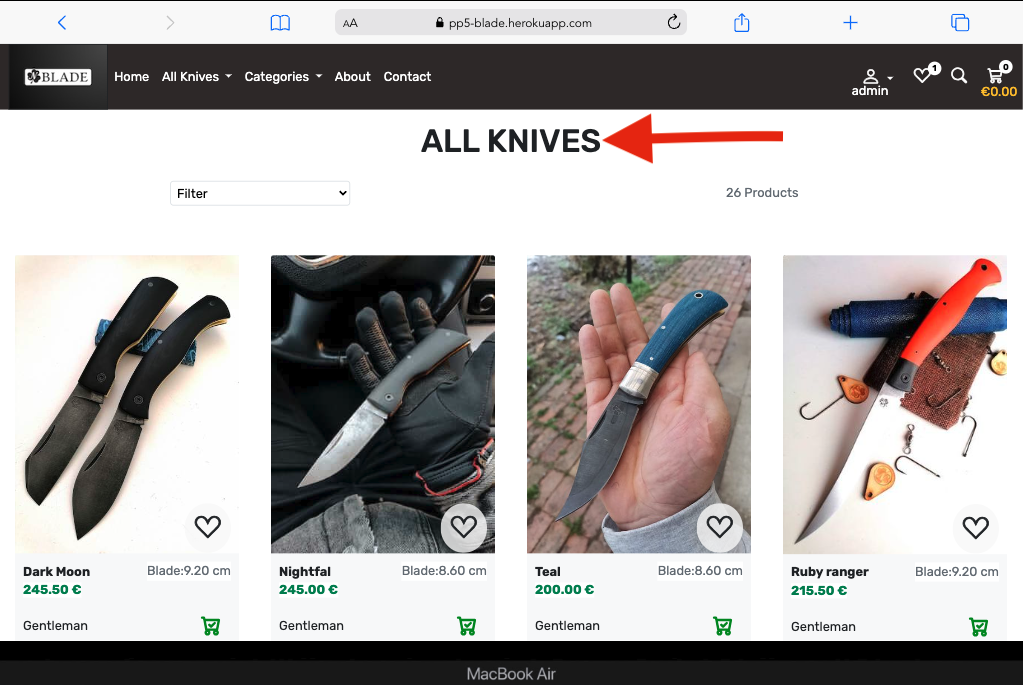 AA pp5-blade.herokuapp.com
BLADE Home All Knives Categories About Contact admin 1 0 €0.00
ALL KNIVES
Filter 26 Products
Dark Moon Blade:9.20 cm
245.50 €
Gentleman
Nightfal Blade:8.60 cm
245.00 €
Gentleman
Teal Blade:8.60 cm
200.00 €
Gentleman
Ruby ranger Blade:9.20 cm
215.50 €
Gentleman
MacBook Air